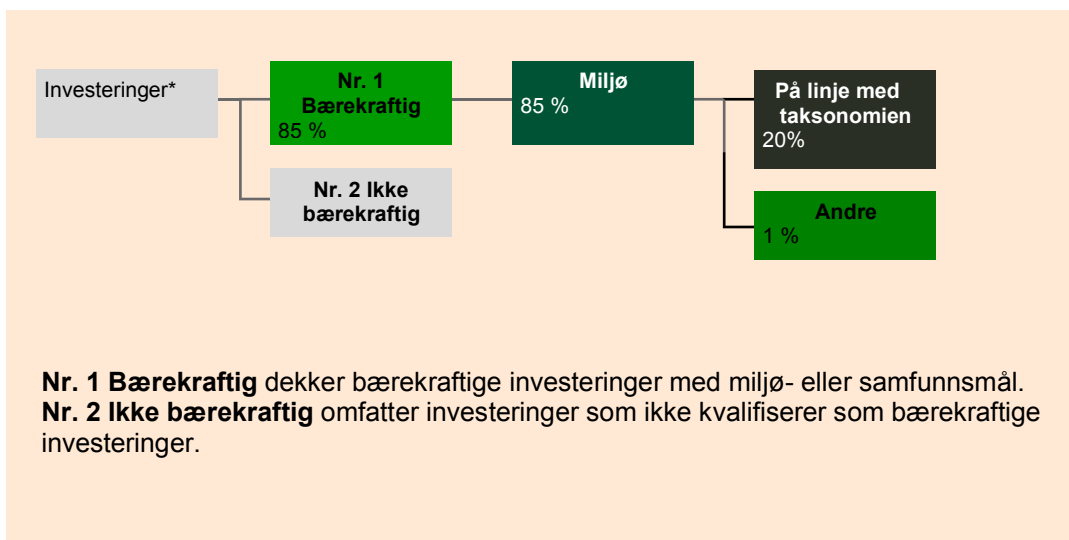 Investeringer*
Nr. 1
Bærekraftig
85 %
Miljø
85 %
På linje med
taksonomien
20%
Nr. 2 Ikke
bærekraftig
Andre
1 %
Nr. 1 Bærekraftig dekker bærekraftige investeringer med miljø- eller samfunnsmål.
Nr. 2 Ikke bærekraftig omfatter investeringer som ikke kvalifiserer som bærekraftige
investeringer.